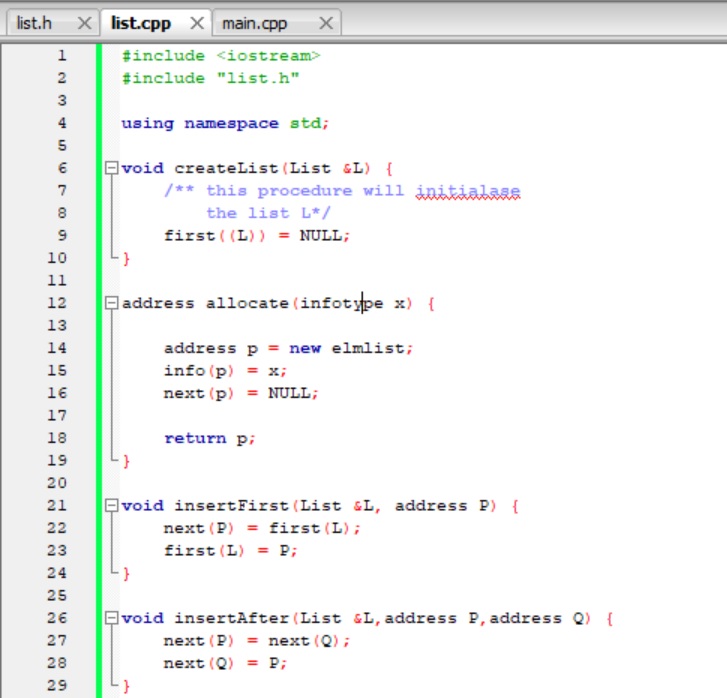 list.h list.cpp main.cpp
1 #include <iostream>
2 #include "list.h"
3
4 using namespace std;
5
6 void createList(List &L) {
7 /** this procedure will initialase
8 the list L*/
9 first((L)) = NULL;
10 }
11
12 address allocate(infotype x) {
13
14 address p = new elmlist;
15 info(p) = x;
16 next(p) = NULL;
17
18 return p;
19 }
20
21 void insertFirst(List &L, address P) {
22 next(P) = first(L);
23 first(L) = P;
24 }
25
26 void insertAfter(List &L,address P,address Q) {
27 next(P) = next(Q);
28 next(Q) = P;
29 }